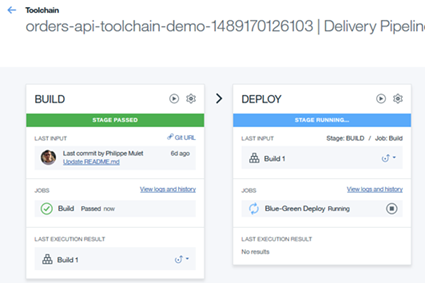 Toolchain
orders-api-toolchain-demo-1489170126103 | Delivery Pipeline
BUILD
STAGE PASSED
LAST INPUT
Git URL
Last commit by Philippe Mulet
6d ago
Update README.md
JOBS
View logs and history
Build Passed now
LAST EXECUTION RESULT
Build 1
DEPLOY
STAGE RUNNING...
LAST INPUT
Stage: BUILD / Job: Build
Build 1
JOBS
View logs and history
Blue-Green Deploy Running
LAST EXECUTION RESULT
No results